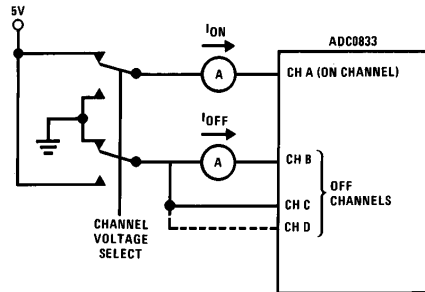 5V
ION
ADC0833
A
CH A (ON CHANNEL)
IOFF
A
CH B
CH C
CH D
OFF
CHANNELS
CHANNEL
VOLTAGE
SELECT